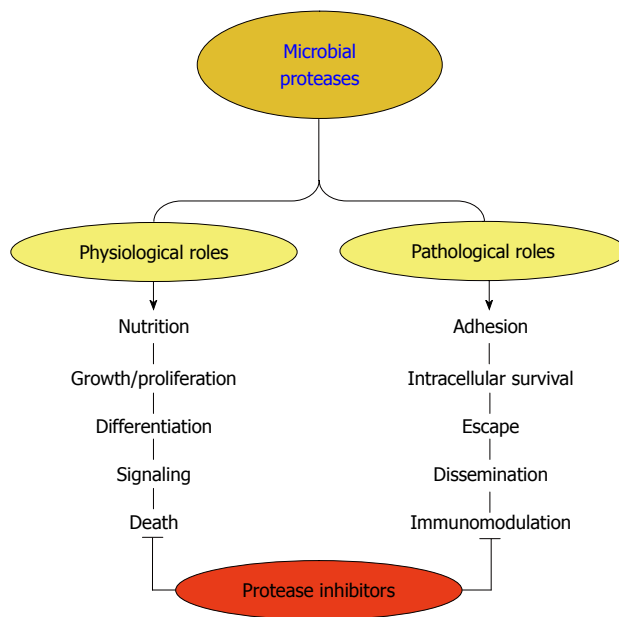 Microbial
proteases
Physiological roles
Pathological roles
Nutrition
Growth/proliferation
Differentiation
Signaling
Death
Adhesion
Intracellular survival
Escape
Dissemination
Immunomodulation
Protease inhibitors